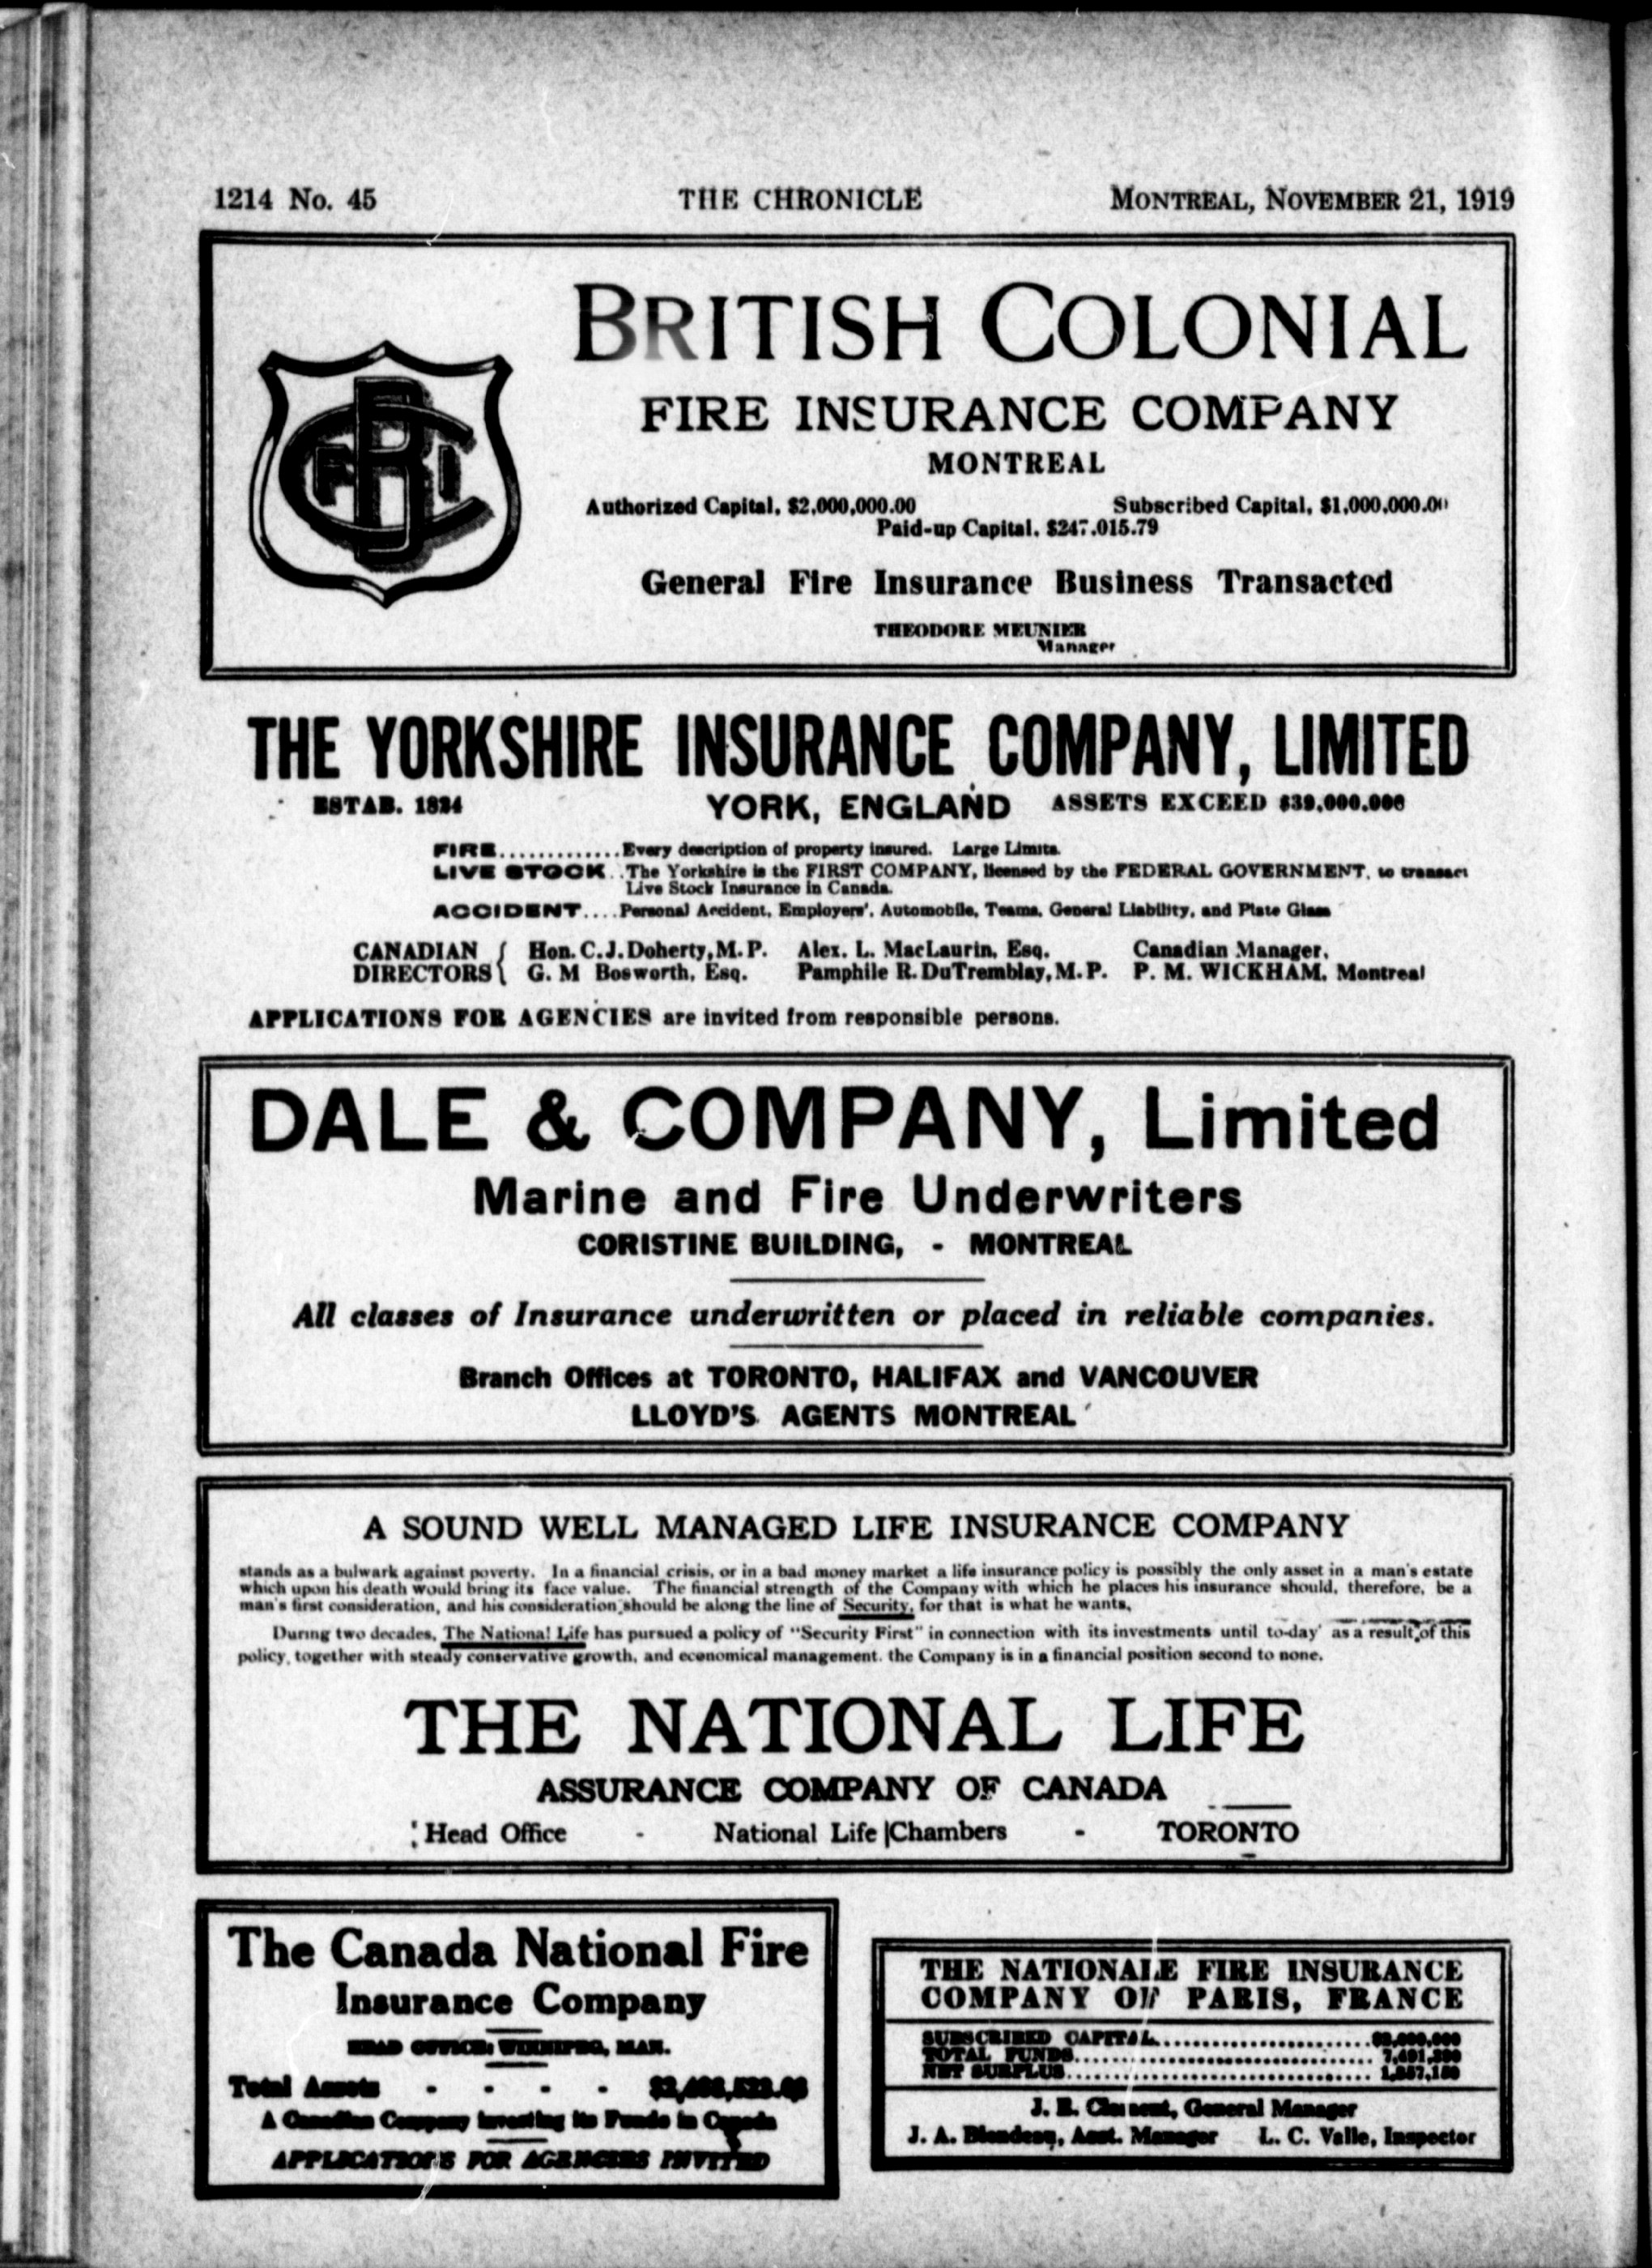 1214 No. 45 THE CHRONICLE MONTREAL, NOVEMBER 21, 1919
BRITISH COLONIAL
FIRE INSURANCE COMPANY
MONTREAL
Authorized Capital, $2,000,000.00 Subscribed Capital, $1,000,000.00
Paid-up Capital, $247,015.79
General Fire Insurance Business Transacted
THEODORE MEUNIER
Manager
THE YORKSHIRE INSURANCE COMPANY, LIMITED
ESTAB. 1824 YORK, ENGLAND ASSETS EXCEED $39,000,000
FIRE.............Every description of property insured. Large Limits.
LIVE STOCK..The Yorkshire is the FIRST COMPANY, licensed by the FEDERAL GOVERNMENT, to transact
Live Stock Insurance in Canada.
ACCIDENT....Personal Accident, Employers', Automobile, Teams, General Liability, and Plate Glass
CANADIAN Hon. C. J. Doherty, M. P. Alex. L. MacLaurin, Esq. Canadian Manager,
DIRECTORS G. M Bosworth, Esq. Pamphile R. DuTremblay, M. P. P. M. WICKHAM, Montreal
APPLICATIONS FOR AGENCIES are invited from responsible persons.
DALE & COMPANY, Limited
Marine and Fire Underwriters
CORISTINE BUILDING, - MONTREAL
All classes of Insurance underwritten or placed in reliable companies.
Branch Offices at TORONTO, HALIFAX and VANCOUVER
LLOYD'S AGENTS MONTREAL
A SOUND WELL MANAGED LIFE INSURANCE COMPANY
stands as a bulwark against poverty. In a financial crisis, or in a bad money market a life insurance policy is possibly the only asset in a man's estate
which upon his death would bring its face value. The financial strength of the Company with which he places his insurance should, therefore, be a
man's first consideration, and his consideration should be along the line of Security, for that is what he wants,
During two decades, The National Life has pursued a policy of "Security First" in connection with its investments until to-day as a result of this
policy, together with steady conservative growth, and economical management, the Company is in a financial position second to none.
THE NATIONAL LIFE
ASSURANCE COMPANY OF CANADA
Head Office - National Life Chambers - TORONTO
The Canada National Fire
Insurance Company
HEAD OFFICE: WINNIPEG, MAN.
Total Assets - - - -
A Canadian Company investing its Funds in Canada
APPLICATIONS FOR AGENCIES INVITED
THE NATIONALE FIRE INSURANCE
COMPANY OF PARIS, FRANCE
SUBSCRIBED CAPITAL
TOTAL FUNDS
NET SURPLUS
J. E. Clement, General Manager
J. A. Blondeau, Asst. Manager L. C. Valle, Inspector